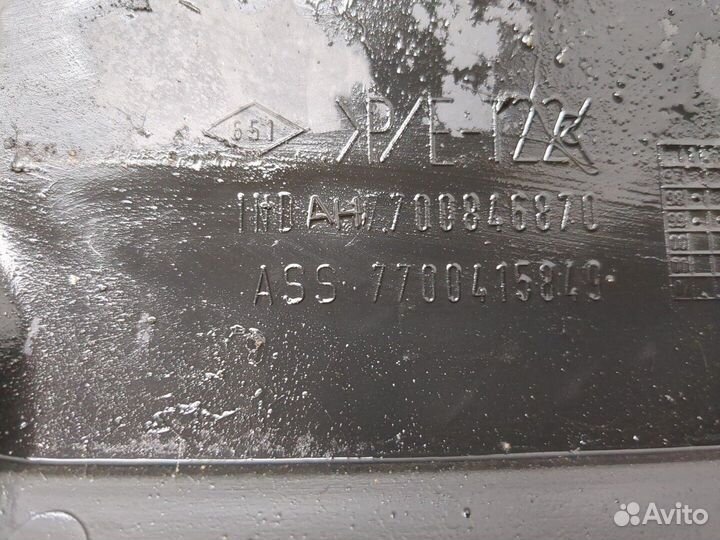 651 >P/E-T22<
IND AH 7700846870
ASS 7700415849
Avito